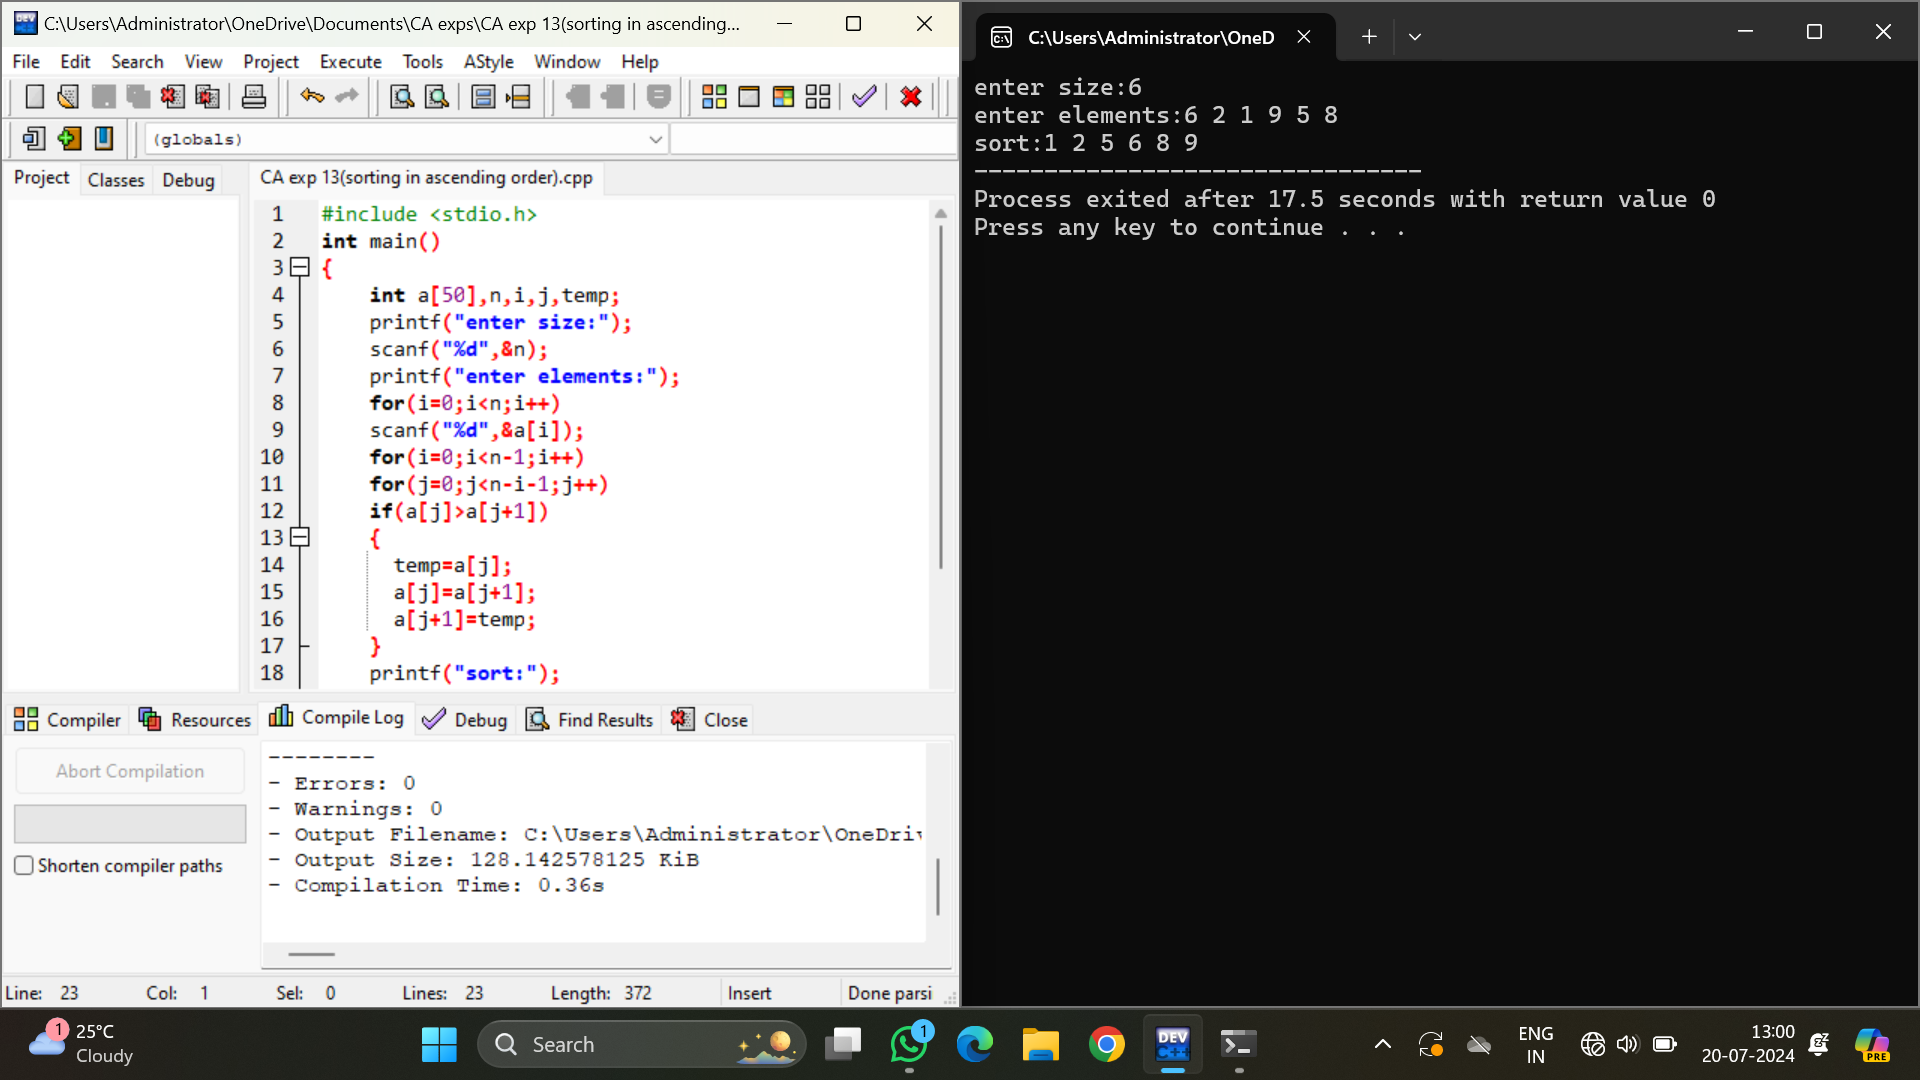 C:\Users\Administrator\OneDrive\Documents\CA exps\CA exp 13(sorting in ascending...
File Edit Search View Project Execute Tools AStyle Window Help
(globals)
Project Classes Debug
CA exp 13(sorting in ascending order).cpp
1 #include <stdio.h>
2 int main()
3 {
4 int a[50],n,i,j,temp;
5 printf("enter size:");
6 scanf("%d",&n);
7 printf("enter elements:");
8 for(i=0;i<n;i++)
9 scanf("%d",&a[i]);
10 for(i=0;i<n-1;i++)
11 for(j=0;j<n-i-1;j++)
12 if(a[j]>a[j+1])
13 {
14 temp=a[j];
15 a[j]=a[j+1];
16 a[j+1]=temp;
17 }
18 printf("sort:");
Compiler Resources Compile Log Debug Find Results Close
Abort Compilation
Shorten compiler paths
--------
- Errors: 0
- Warnings: 0
- Output Filename: C:\Users\Administrator\OneDriv
- Output Size: 128.142578125 KiB
- Compilation Time: 0.36s
Line: 23 Col: 1 Sel: 0 Lines: 23 Length: 372 Insert Done parsi
C:\Users\Administrator\OneD
enter size:6
enter elements:6 2 1 9 5 8
sort:1 2 5 6 8 9
--------------------------------
Process exited after 17.5 seconds with return value 0
Press any key to continue . . .
1
25°C
Cloudy
Search
1
DEV
C++
ENG
IN
13:00
20-07-2024
PRE